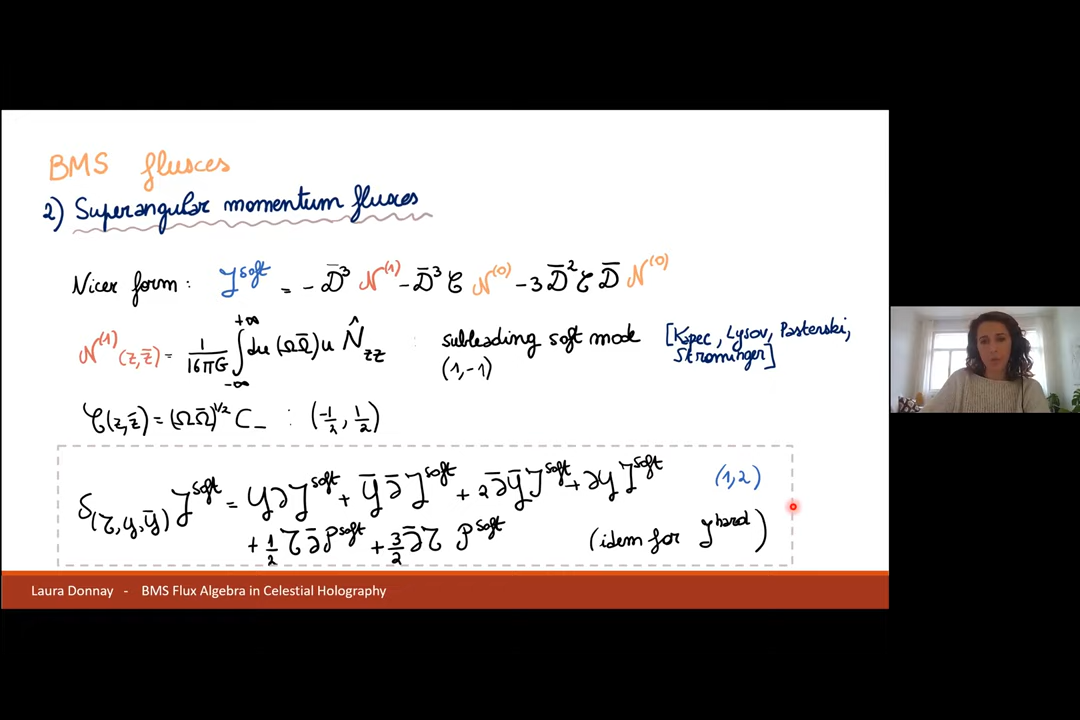 BMS fluxes
2) Superangular momentum fluxes
Nicer form: 𝒥^soft = - 𝒟̄³ 𝒩^(1) - 𝒟̄³ 𝒞 𝒩^(0) - 3 𝒟̄² 𝒞 𝒟̄ 𝒩^(0)
𝒩^(1)(z,z̄) = 1/16πG ∫_{-∞}^{+∞} du (ΩΩ̄) u N̂_zz : subleading soft mode [Kapec, Lysov, Pasterski, Strominger]
(1,-1)
𝒞(z,z̄) = (ΩΩ̄)^1/2 C_- : (-1/2, 1/2)
δ_(𝒯,𝒴,𝒴̄) 𝒥^soft = 𝒴∂𝒥^soft + 𝒴̄∂̄𝒥^soft + 2∂̄𝒴̄𝒥^soft + ∂𝒴𝒥^soft (1,2)
+ 1/2 𝒯∂̄𝒫^soft + 3/2 ∂̄𝒯 𝒫^soft (idem for 𝒥^hard)
Laura Donnay - BMS Flux Algebra in Celestial Holography